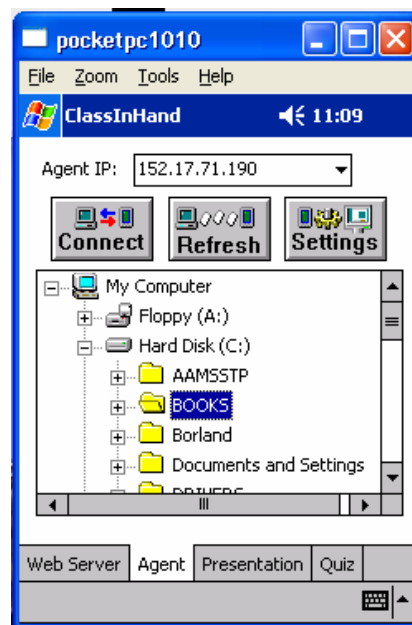 pocketpc1010
File Zoom Tools Help
ClassInHand 11:09
Agent IP: 152.17.71.190
Connect Refresh Settings
My Computer
Floppy (A:)
Hard Disk (C:)
AAMSSTP
BOOKS
Borland
Documents and Settings
DRIVERS
Web Server Agent Presentation Quiz